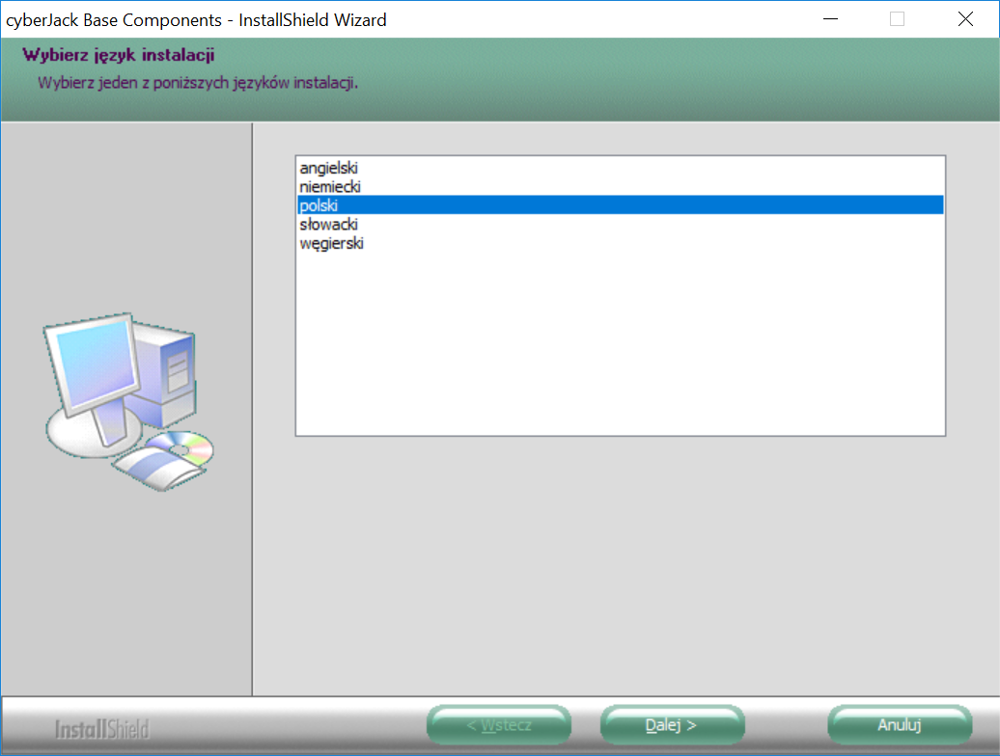 cyberJack Base Components - InstallShield Wizard
Wybierz język instalacji
Wybierz jeden z poniższych języków instalacji.
angielski
niemiecki
polski
słowacki
węgierski
InstallShield
< Wstecz
Dalej >
Anuluj